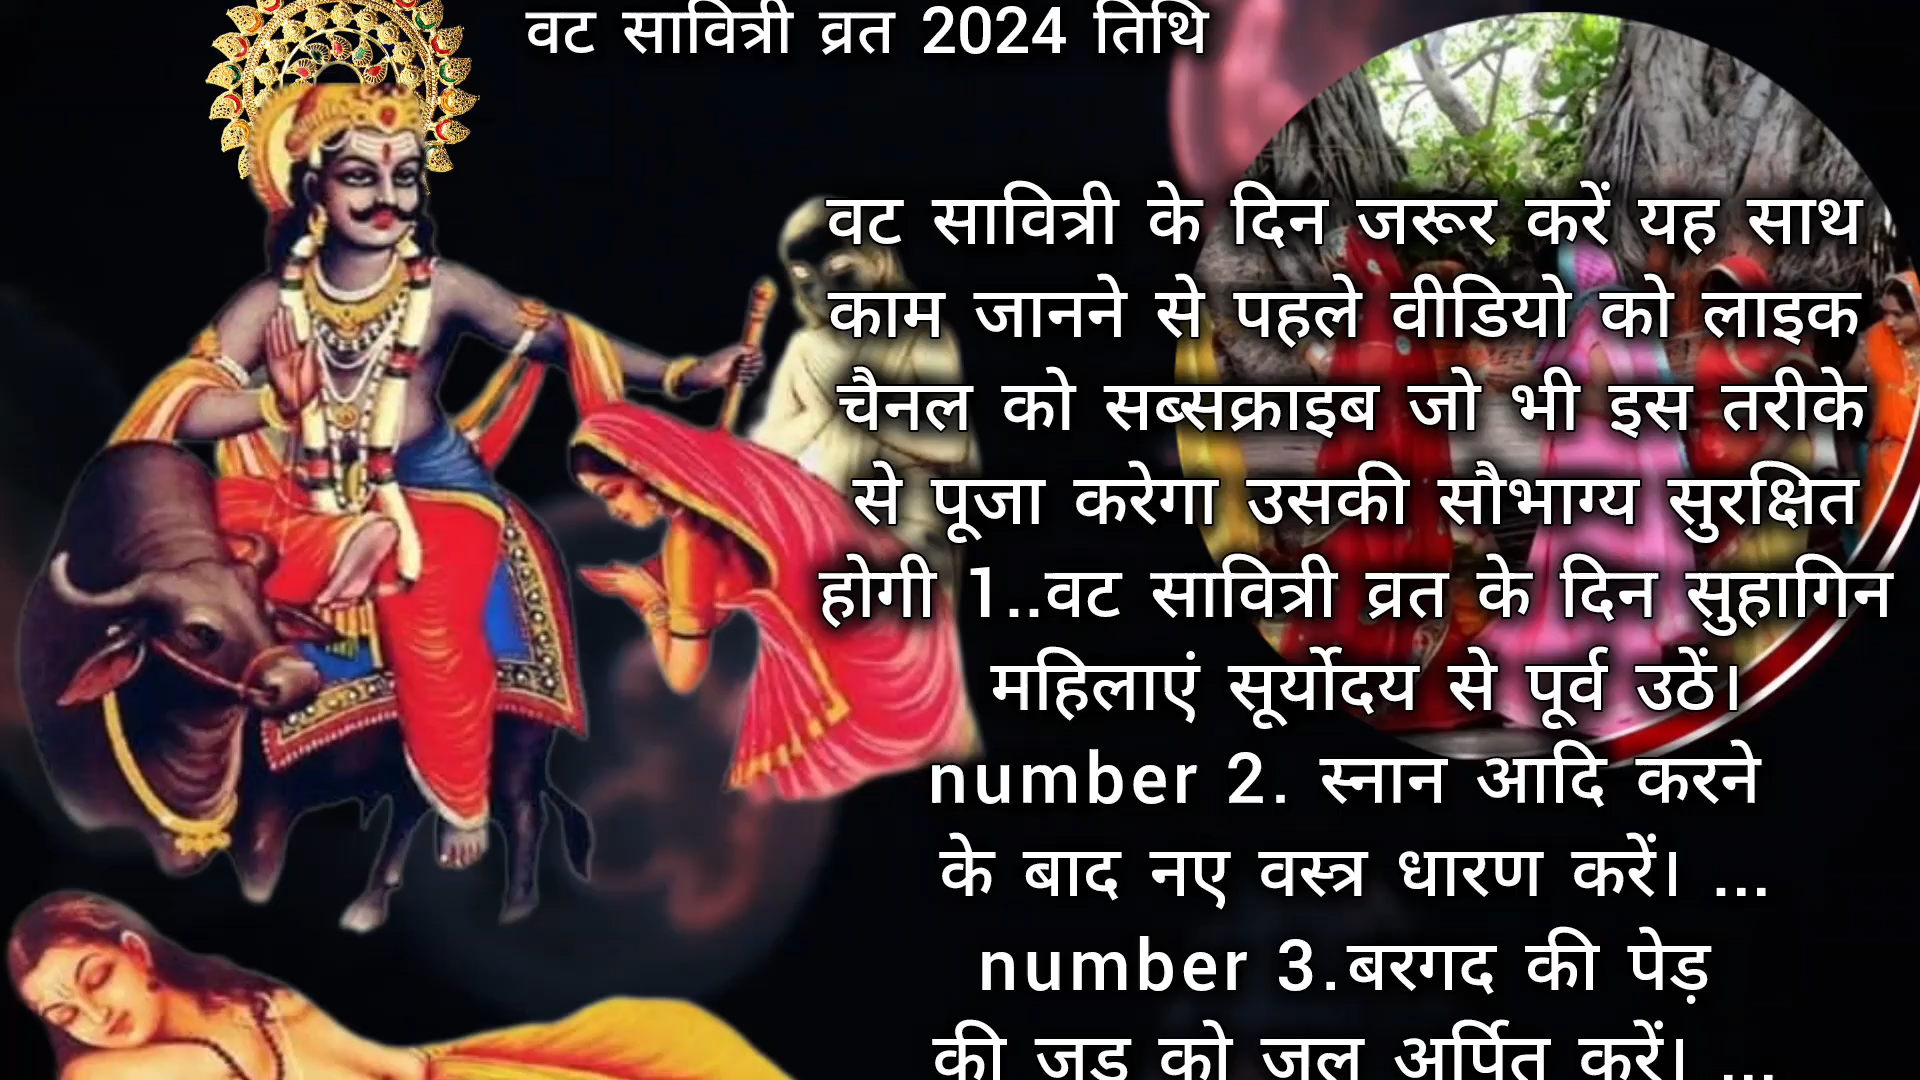 वट सावित्री व्रत 2024 तिथि
वट सावित्री के दिन जरूर करें यह साथ
काम जानने से पहले वीडियो को लाइक
चैनल को सब्सक्राइब जो भी इस तरीके
से पूजा करेगा उसकी सौभाग्य सुरक्षित
होगी 1..वट सावित्री व्रत के दिन सुहागिन
महिलाएं सूर्योदय से पूर्व उठें।
number 2. स्नान आदि करने
के बाद नए वस्त्र धारण करें। ...
number 3.बरगद की पेड़
की जड़ को जल अर्पित करें। ...